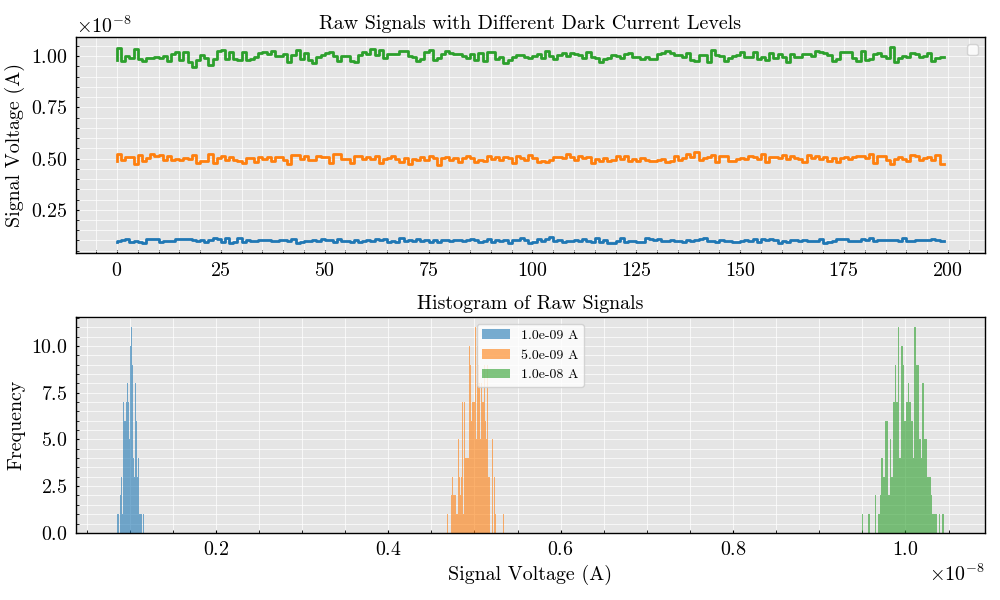 ×10⁻⁸
Raw Signals with Different Dark Current Levels
Signal Voltage (A)
1.00
0.75
0.50
0.25
0 25 50 75 100 125 150 175 200
Histogram of Raw Signals
Frequency
10.0
7.5
5.0
2.5
0.0
1.0e-09 A
5.0e-09 A
1.0e-08 A
0.2 0.4 0.6 0.8 1.0
Signal Voltage (A)
×10⁻⁸